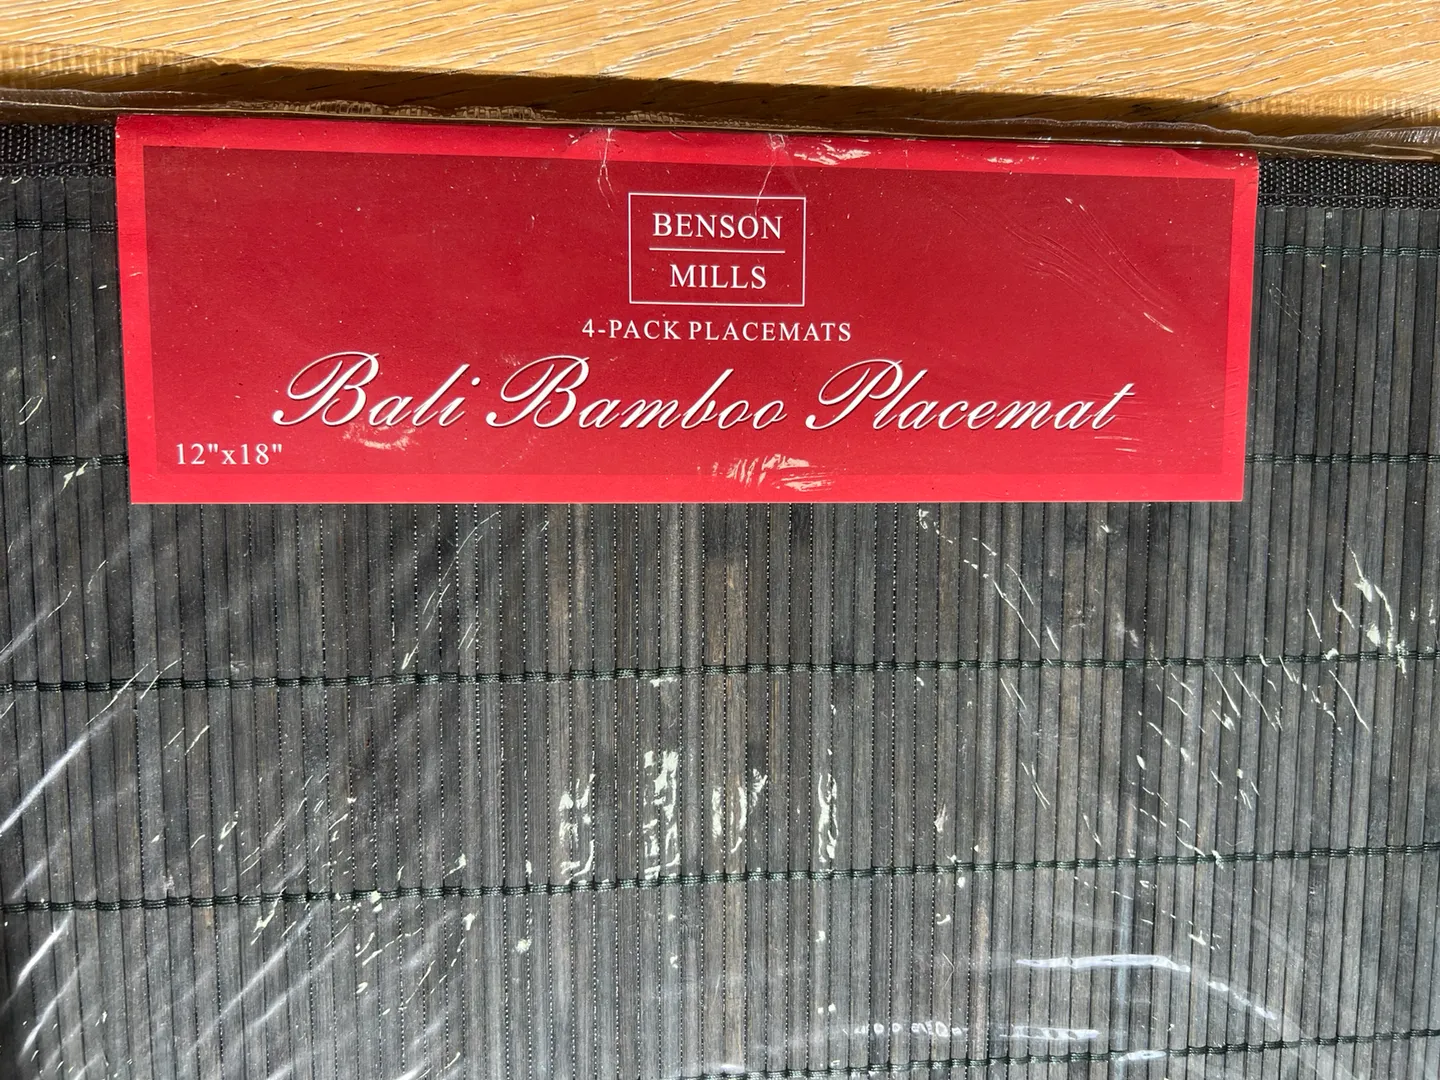 BENSON
MILLS
4-PACK PLACEMATS
Bali Bamboo Placemat
12"x18"